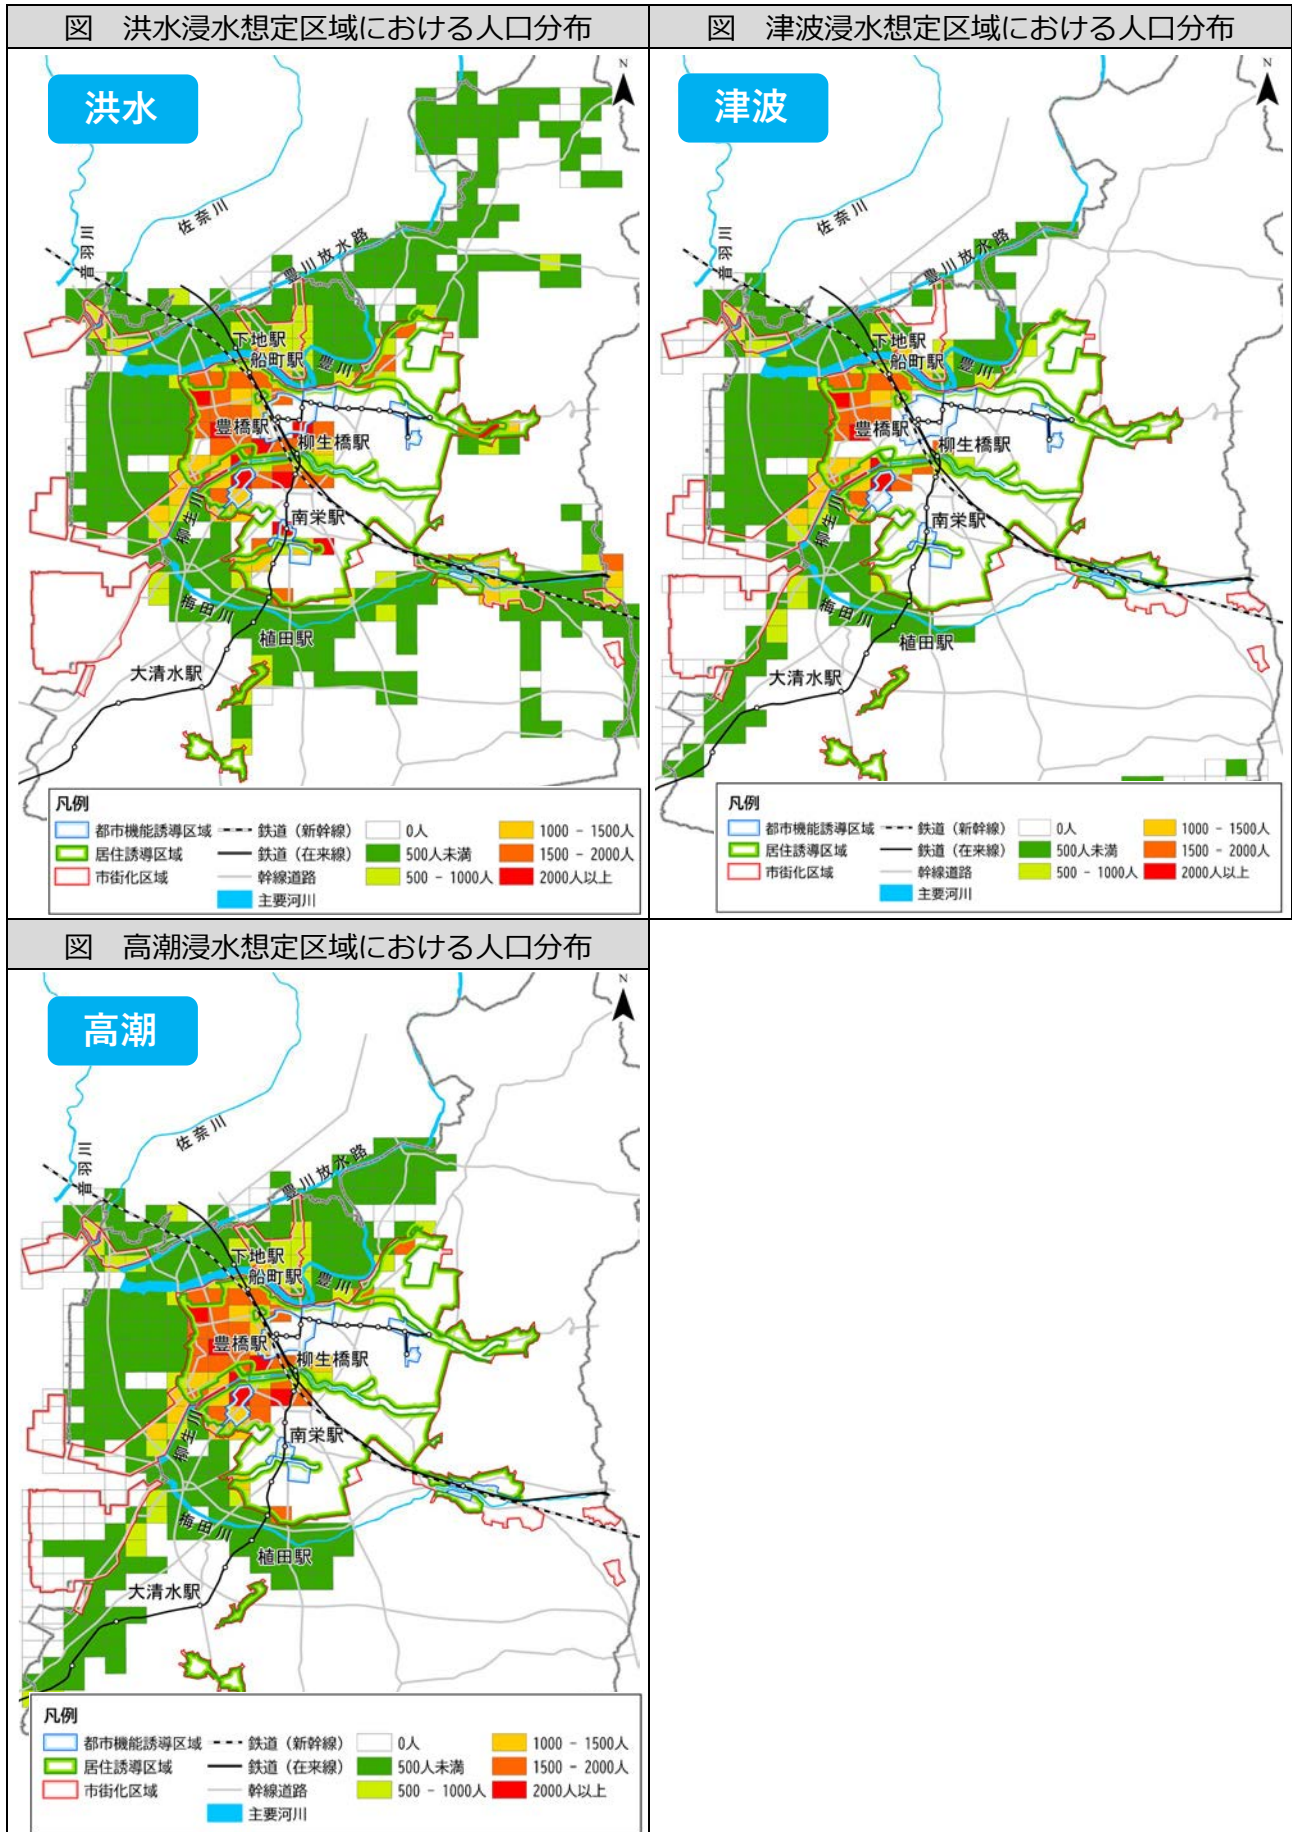 図 洪水浸水想定区域における人口分布
洪水
N
佐奈川
音羽川
豊川放水路
下地駅
船町駅
豊川
豊橋駅
柳生橋駅
柳生川
南栄駅
梅田川
植田駅
大清水駅
凡例
都市機能誘導区域
鉄道（新幹線）
0人
1000 - 1500人
居住誘導区域
鉄道（在来線）
500人未満
1500 - 2000人
市街化区域
幹線道路
500 - 1000人
2000人以上
主要河川
図 津波浸水想定区域における人口分布
津波
N
佐奈川
音羽川
豊川放水路
下地駅
船町駅
豊川
豊橋駅
柳生橋駅
柳生川
南栄駅
梅田川
植田駅
大清水駅
凡例
都市機能誘導区域
鉄道（新幹線）
0人
1000 - 1500人
居住誘導区域
鉄道（在来線）
500人未満
1500 - 2000人
市街化区域
幹線道路
500 - 1000人
2000人以上
主要河川
図 高潮浸水想定区域における人口分布
高潮
N
佐奈川
音羽川
豊川放水路
下地駅
船町駅
豊川
豊橋駅
柳生橋駅
柳生川
南栄駅
梅田川
植田駅
大清水駅
凡例
都市機能誘導区域
鉄道（新幹線）
0人
1000 - 1500人
居住誘導区域
鉄道（在来線）
500人未満
1500 - 2000人
市街化区域
幹線道路
500 - 1000人
2000人以上
主要河川